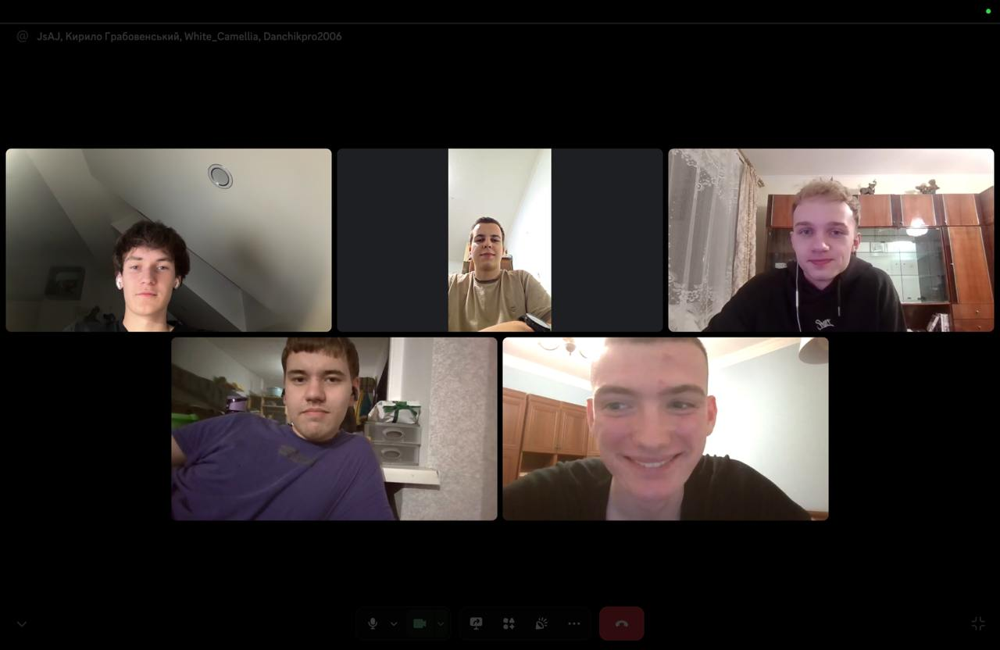 @ JsAJ, Кирило Грабовенський, White_Camellia, Danchikpro2006